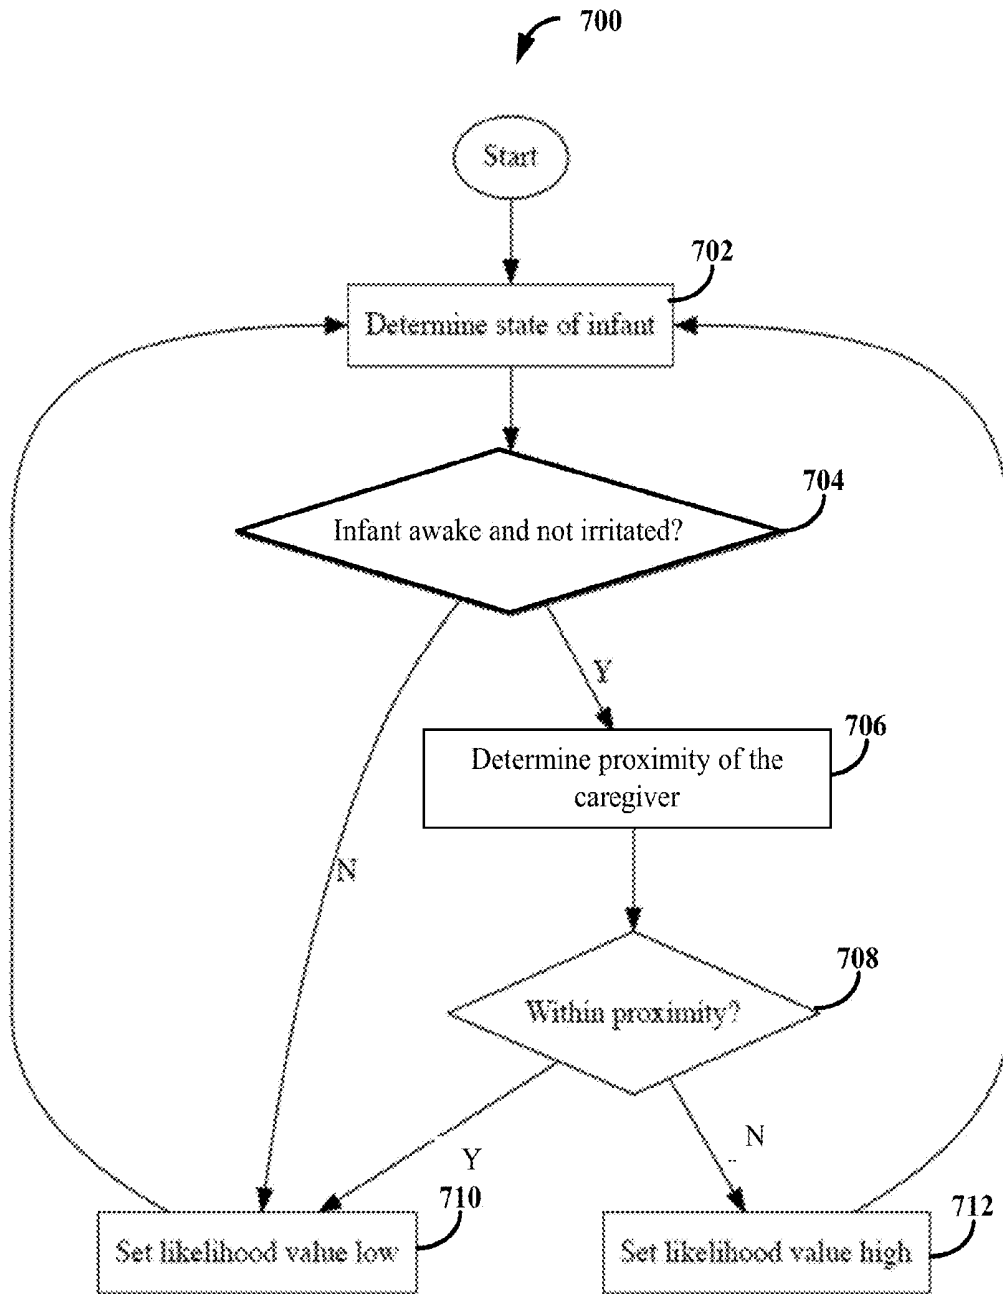 700
Start
702
Determine state of infant
704
Infant awake and not irritated?
Y
706
Determine proximity of the
caregiver
N
708
Within proximity?
Y
N
710
Set likelihood value low
712
Set likelihood value high